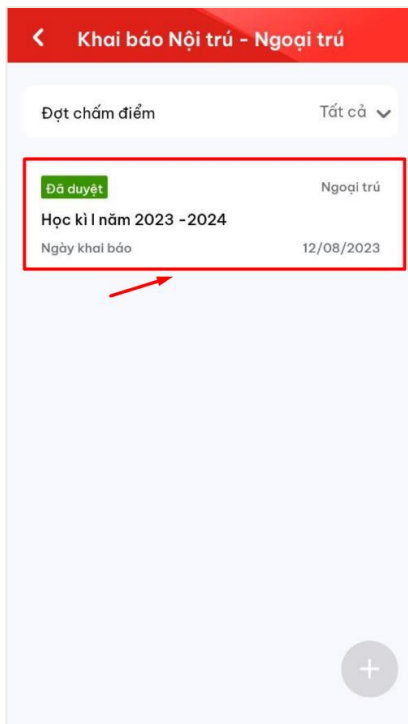 Khai báo Nội trú - Ngoại trú
Đợt chấm điểm Tất cả
Đã duyệt Ngoại trú
Học kì I năm 2023 -2024
Ngày khai báo 12/08/2023